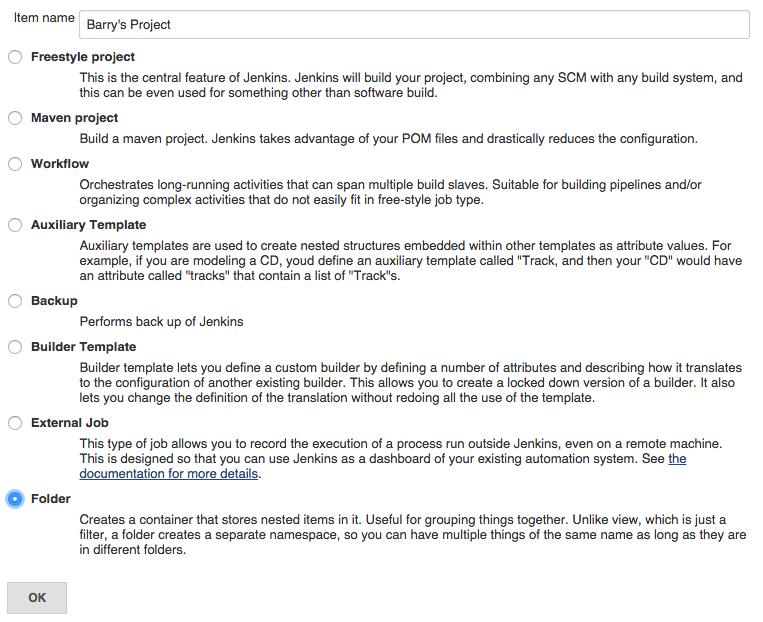 Item name Barry's Project
Freestyle project
This is the central feature of Jenkins. Jenkins will build your project, combining any SCM with any build system, and
this can be even used for something other than software build.
Maven project
Build a maven project. Jenkins takes advantage of your POM files and drastically reduces the configuration.
Workflow
Orchestrates long-running activities that can span multiple build slaves. Suitable for building pipelines and/or
organizing complex activities that do not easily fit in free-style job type.
Auxiliary Template
Auxiliary templates are used to create nested structures embedded within other templates as attribute values. For
example, if you are modeling a CD, youd define an auxiliary template called "Track, and then your "CD" would have
an attribute called "tracks" that contain a list of "Track"s.
Backup
Performs back up of Jenkins
Builder Template
Builder template lets you define a custom builder by defining a number of attributes and describing how it translates
to the configuration of another existing builder. This allows you to create a locked down version of a builder. It also
lets you change the definition of the translation without redoing all the use of the template.
External Job
This type of job allows you to record the execution of a process run outside Jenkins, even on a remote machine.
This is designed so that you can use Jenkins as a dashboard of your existing automation system. See the
documentation for more details.
Folder
Creates a container that stores nested items in it. Useful for grouping things together. Unlike view, which is just a
filter, a folder creates a separate namespace, so you can have multiple things of the same name as long as they are
in different folders.
OK